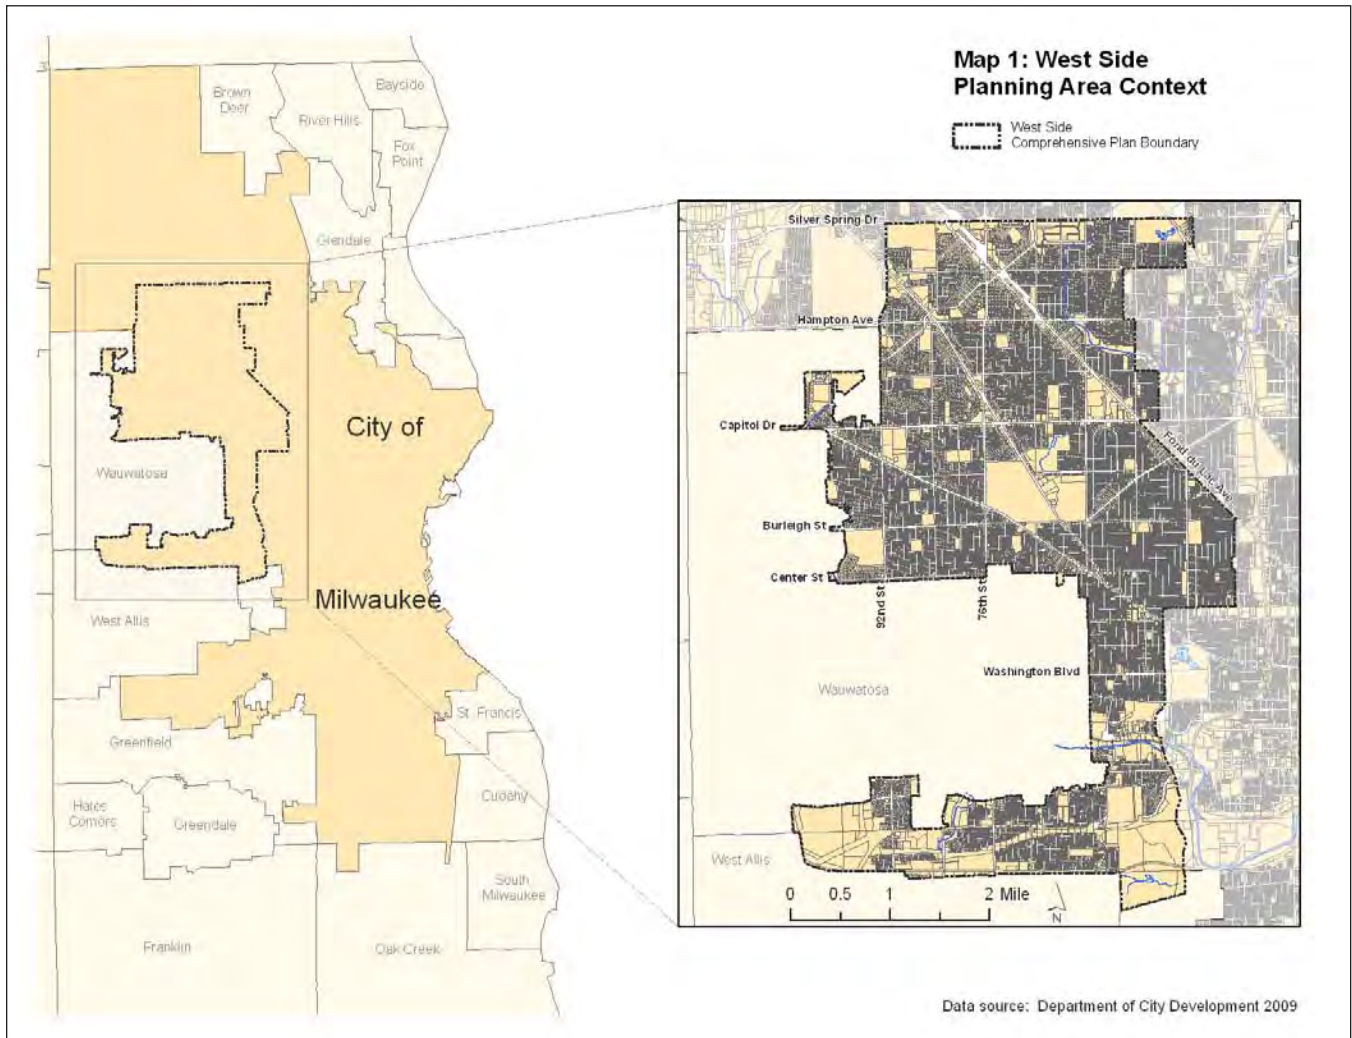 Map 1: West Side
Planning Area Context
West Side
Comprehensive Plan Boundary
Brown
Deer
Bayside
River Hills
Fox
Point
Glendale
City of
Milwaukee
Wauwatosa
West Allis
Greenfield
Hales
Corners
Greendale
St. Francis
Cudahy
South
Milwaukee
Franklin
Oak Creek
Silver Spring Dr
Hampton Ave
Capitol Dr
Fond du Lac Ave
Burleigh St
Center St
92nd St
76th St
Washington Blvd
Wauwatosa
West Allis
0 0.5 1 2 Mile
N
Data source: Department of City Development 2009